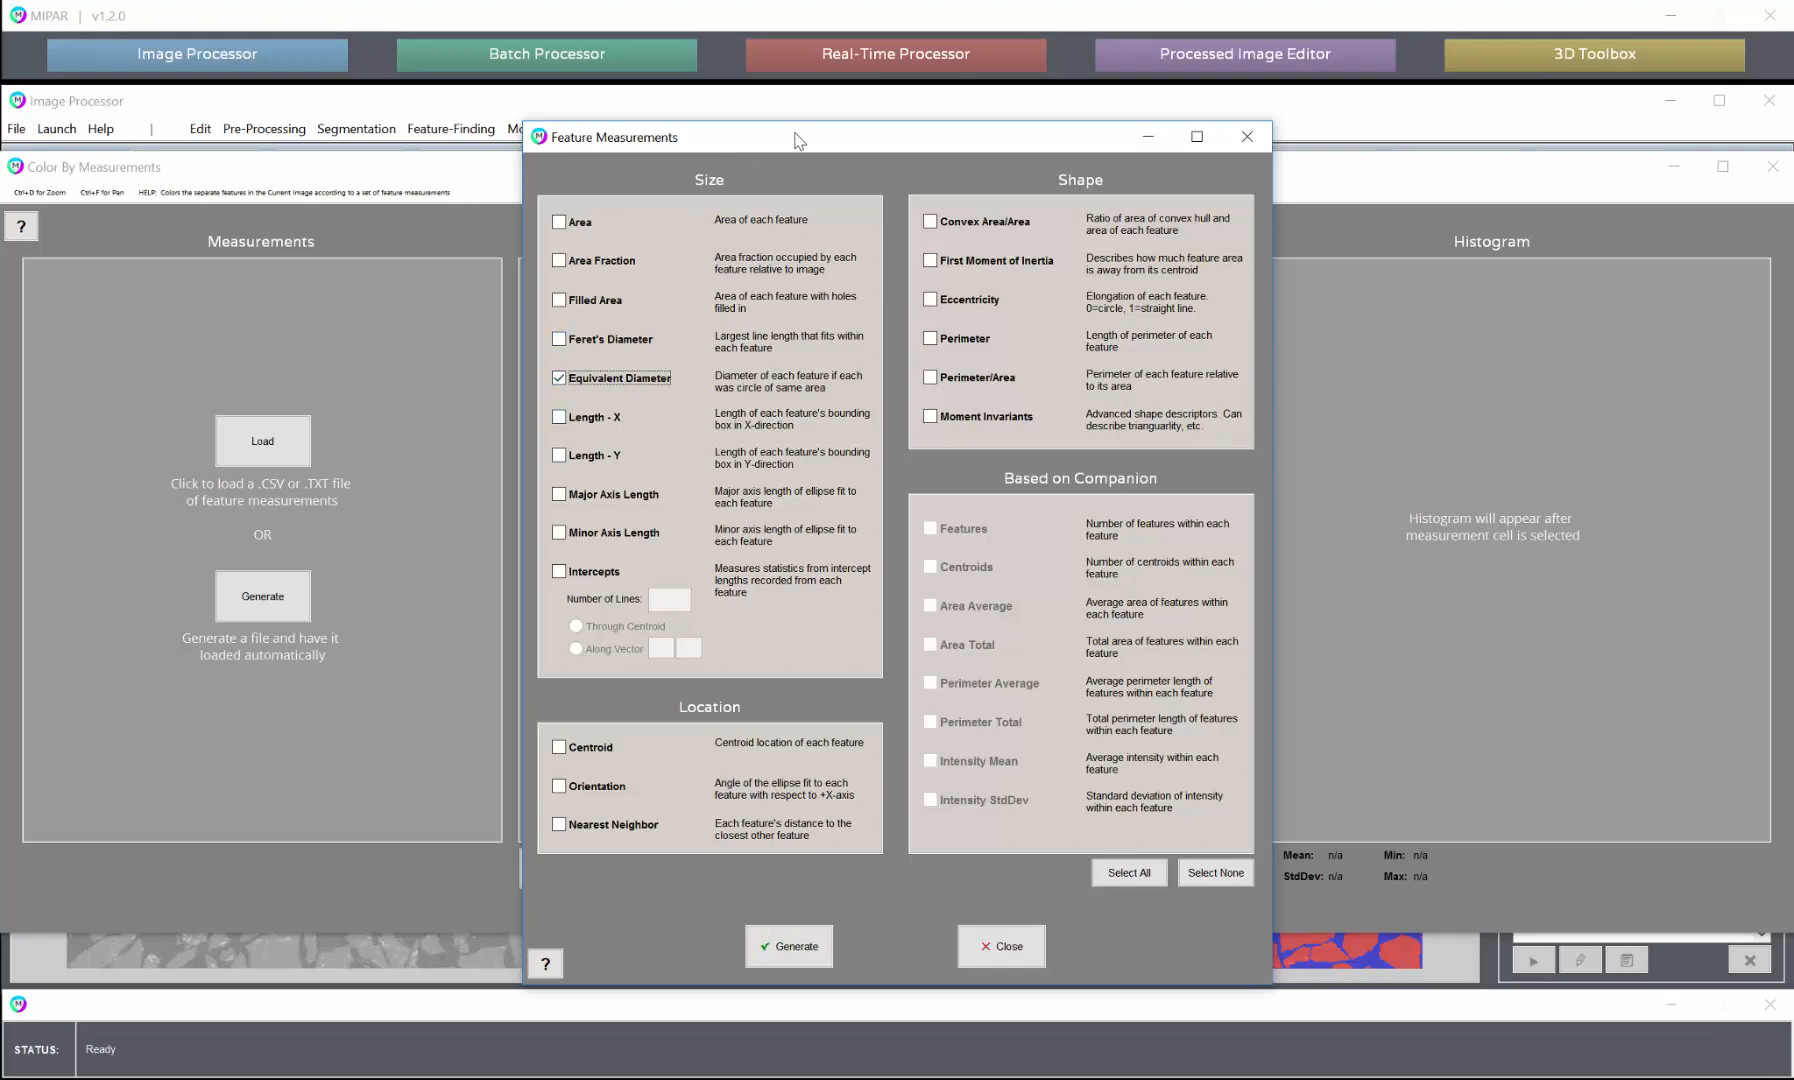 MIPAR | v1.2.0
Image Processor
Batch Processor
Real-Time Processor
Processed Image Editor
3D Toolbox
Image Processor
File Launch Help | Edit Pre-Processing Segmentation Feature-Finding
Color By Measurements
Ctrl+D for Zoom Ctrl+F for Pan HELP: Colors the separate features in the Current Image according to a set of feature measurements
?
Measurements
Load
Click to load a .CSV or .TXT file
of feature measurements
OR
Generate
Generate a file and have it
loaded automatically
Feature Measurements
Size
Area
Area of each feature
Area Fraction
Area fraction occupied by each
feature relative to image
Filled Area
Area of each feature with holes
filled in
Feret's Diameter
Largest line length that fits within
each feature
Equivalent Diameter
Diameter of each feature if each
was circle of same area
Length - X
Length of each feature's bounding
box in X-direction
Length - Y
Length of each feature's bounding
box in Y-direction
Major Axis Length
Major axis length of ellipse fit to
each feature
Minor Axis Length
Minor axis length of ellipse fit to
each feature
Intercepts
Measures statistics from intercept
lengths recorded from each
feature
Number of Lines:
Through Centroid
Along Vector
Location
Centroid
Centroid location of each feature
Orientation
Angle of the ellipse fit to each
feature with respect to +X-axis
Nearest Neighbor
Each feature's distance to the
closest other feature
Shape
Convex Area/Area
Ratio of area of convex hull and
area of each feature
First Moment of Inertia
Describes how much feature area
is away from its centroid
Eccentricity
Elongation of each feature.
0=circle, 1=straight line.
Perimeter
Length of perimeter of each
feature
Perimeter/Area
Perimeter of each feature relative
to its area
Moment Invariants
Advanced shape descriptors. Can
describe trianguarlity, etc.
Based on Companion
Features
Number of features within each
feature
Centroids
Number of centroids within each
feature
Area Average
Average area of features within
each feature
Area Total
Total area of features within each
feature
Perimeter Average
Average perimeter length of
features within each feature
Perimeter Total
Total perimeter length of features
within each feature
Intensity Mean
Average intensity within each
feature
Intensity StdDev
Standard deviation of intensity
within each feature
Select All
Select None
Generate
Close
?
Histogram
Histogram will appear after
measurement cell is selected
Mean: n/a Min: n/a
StdDev: n/a Max: n/a
STATUS: Ready